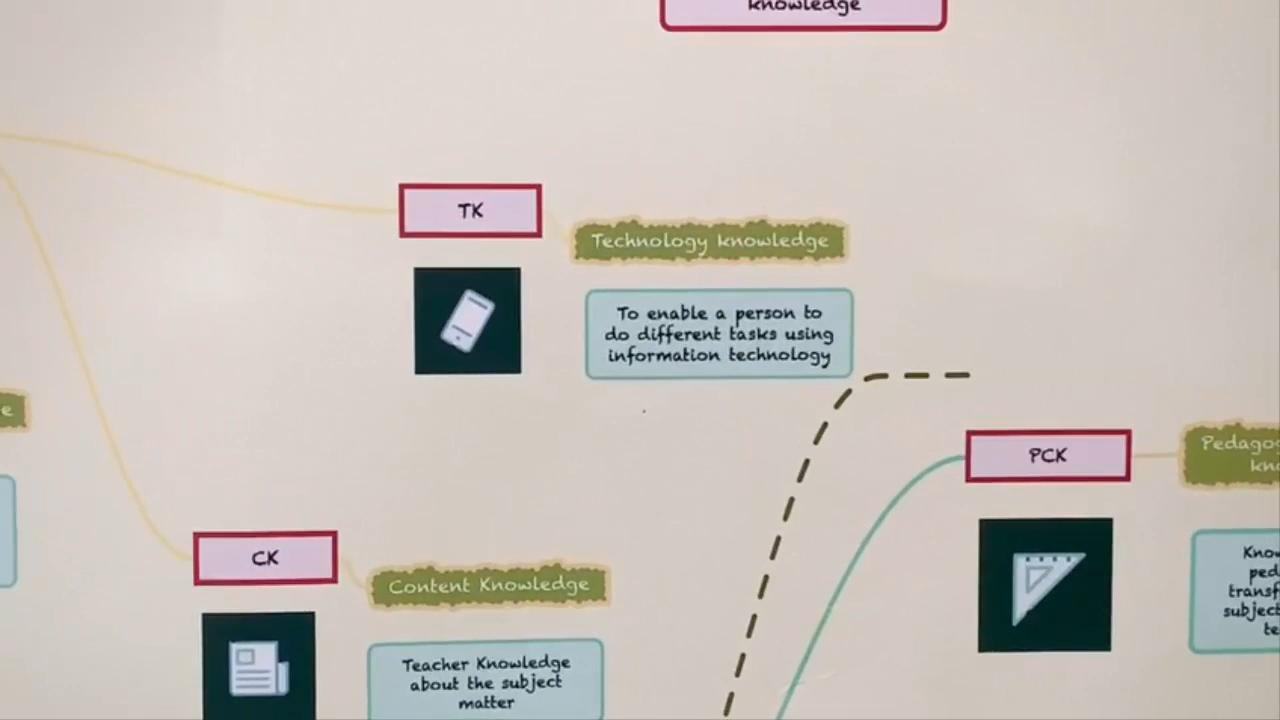 knowledge
TK
Technology knowledge
To enable a person to
do different tasks using
information technology
PCK
CK
Content Knowledge
Teacher Knowledge
about the subject
matter